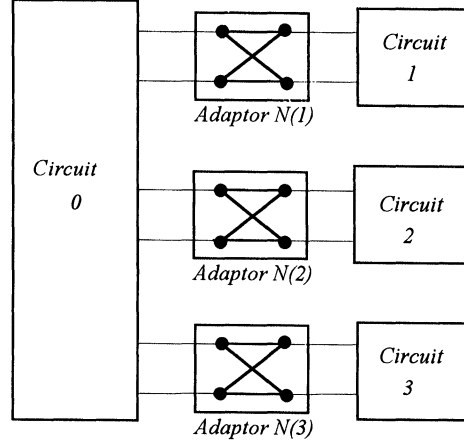 Circuit
0
Adaptor N(1)
Circuit
1
Adaptor N(2)
Circuit
2
Adaptor N(3)
Circuit
3